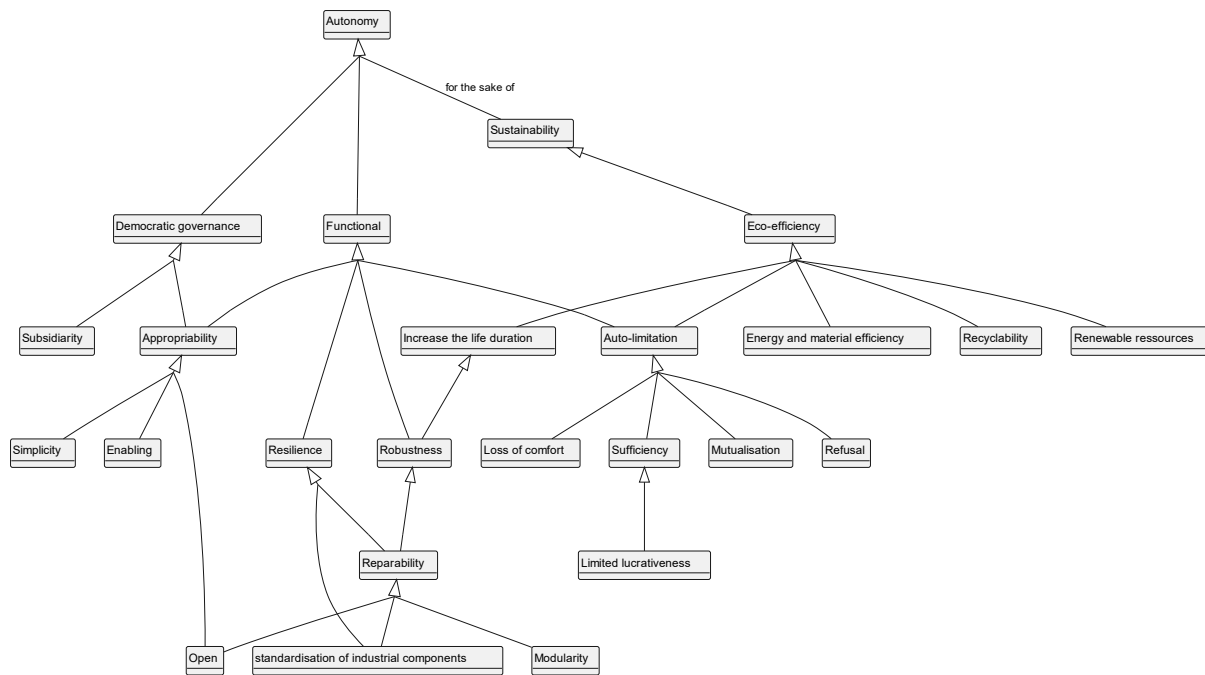 Autonomy
for the sake of
Sustainability
Democratic governance
Functional
Eco-efficiency
Subsidiarity
Appropriability
Increase the life duration
Auto-limitation
Energy and material efficiency
Recyclability
Renewable ressources
Simplicity
Enabling
Resilience
Robustness
Loss of comfort
Sufficiency
Mutualisation
Refusal
Reparability
Limited lucrativeness
Open
standardisation of industrial components
Modularity